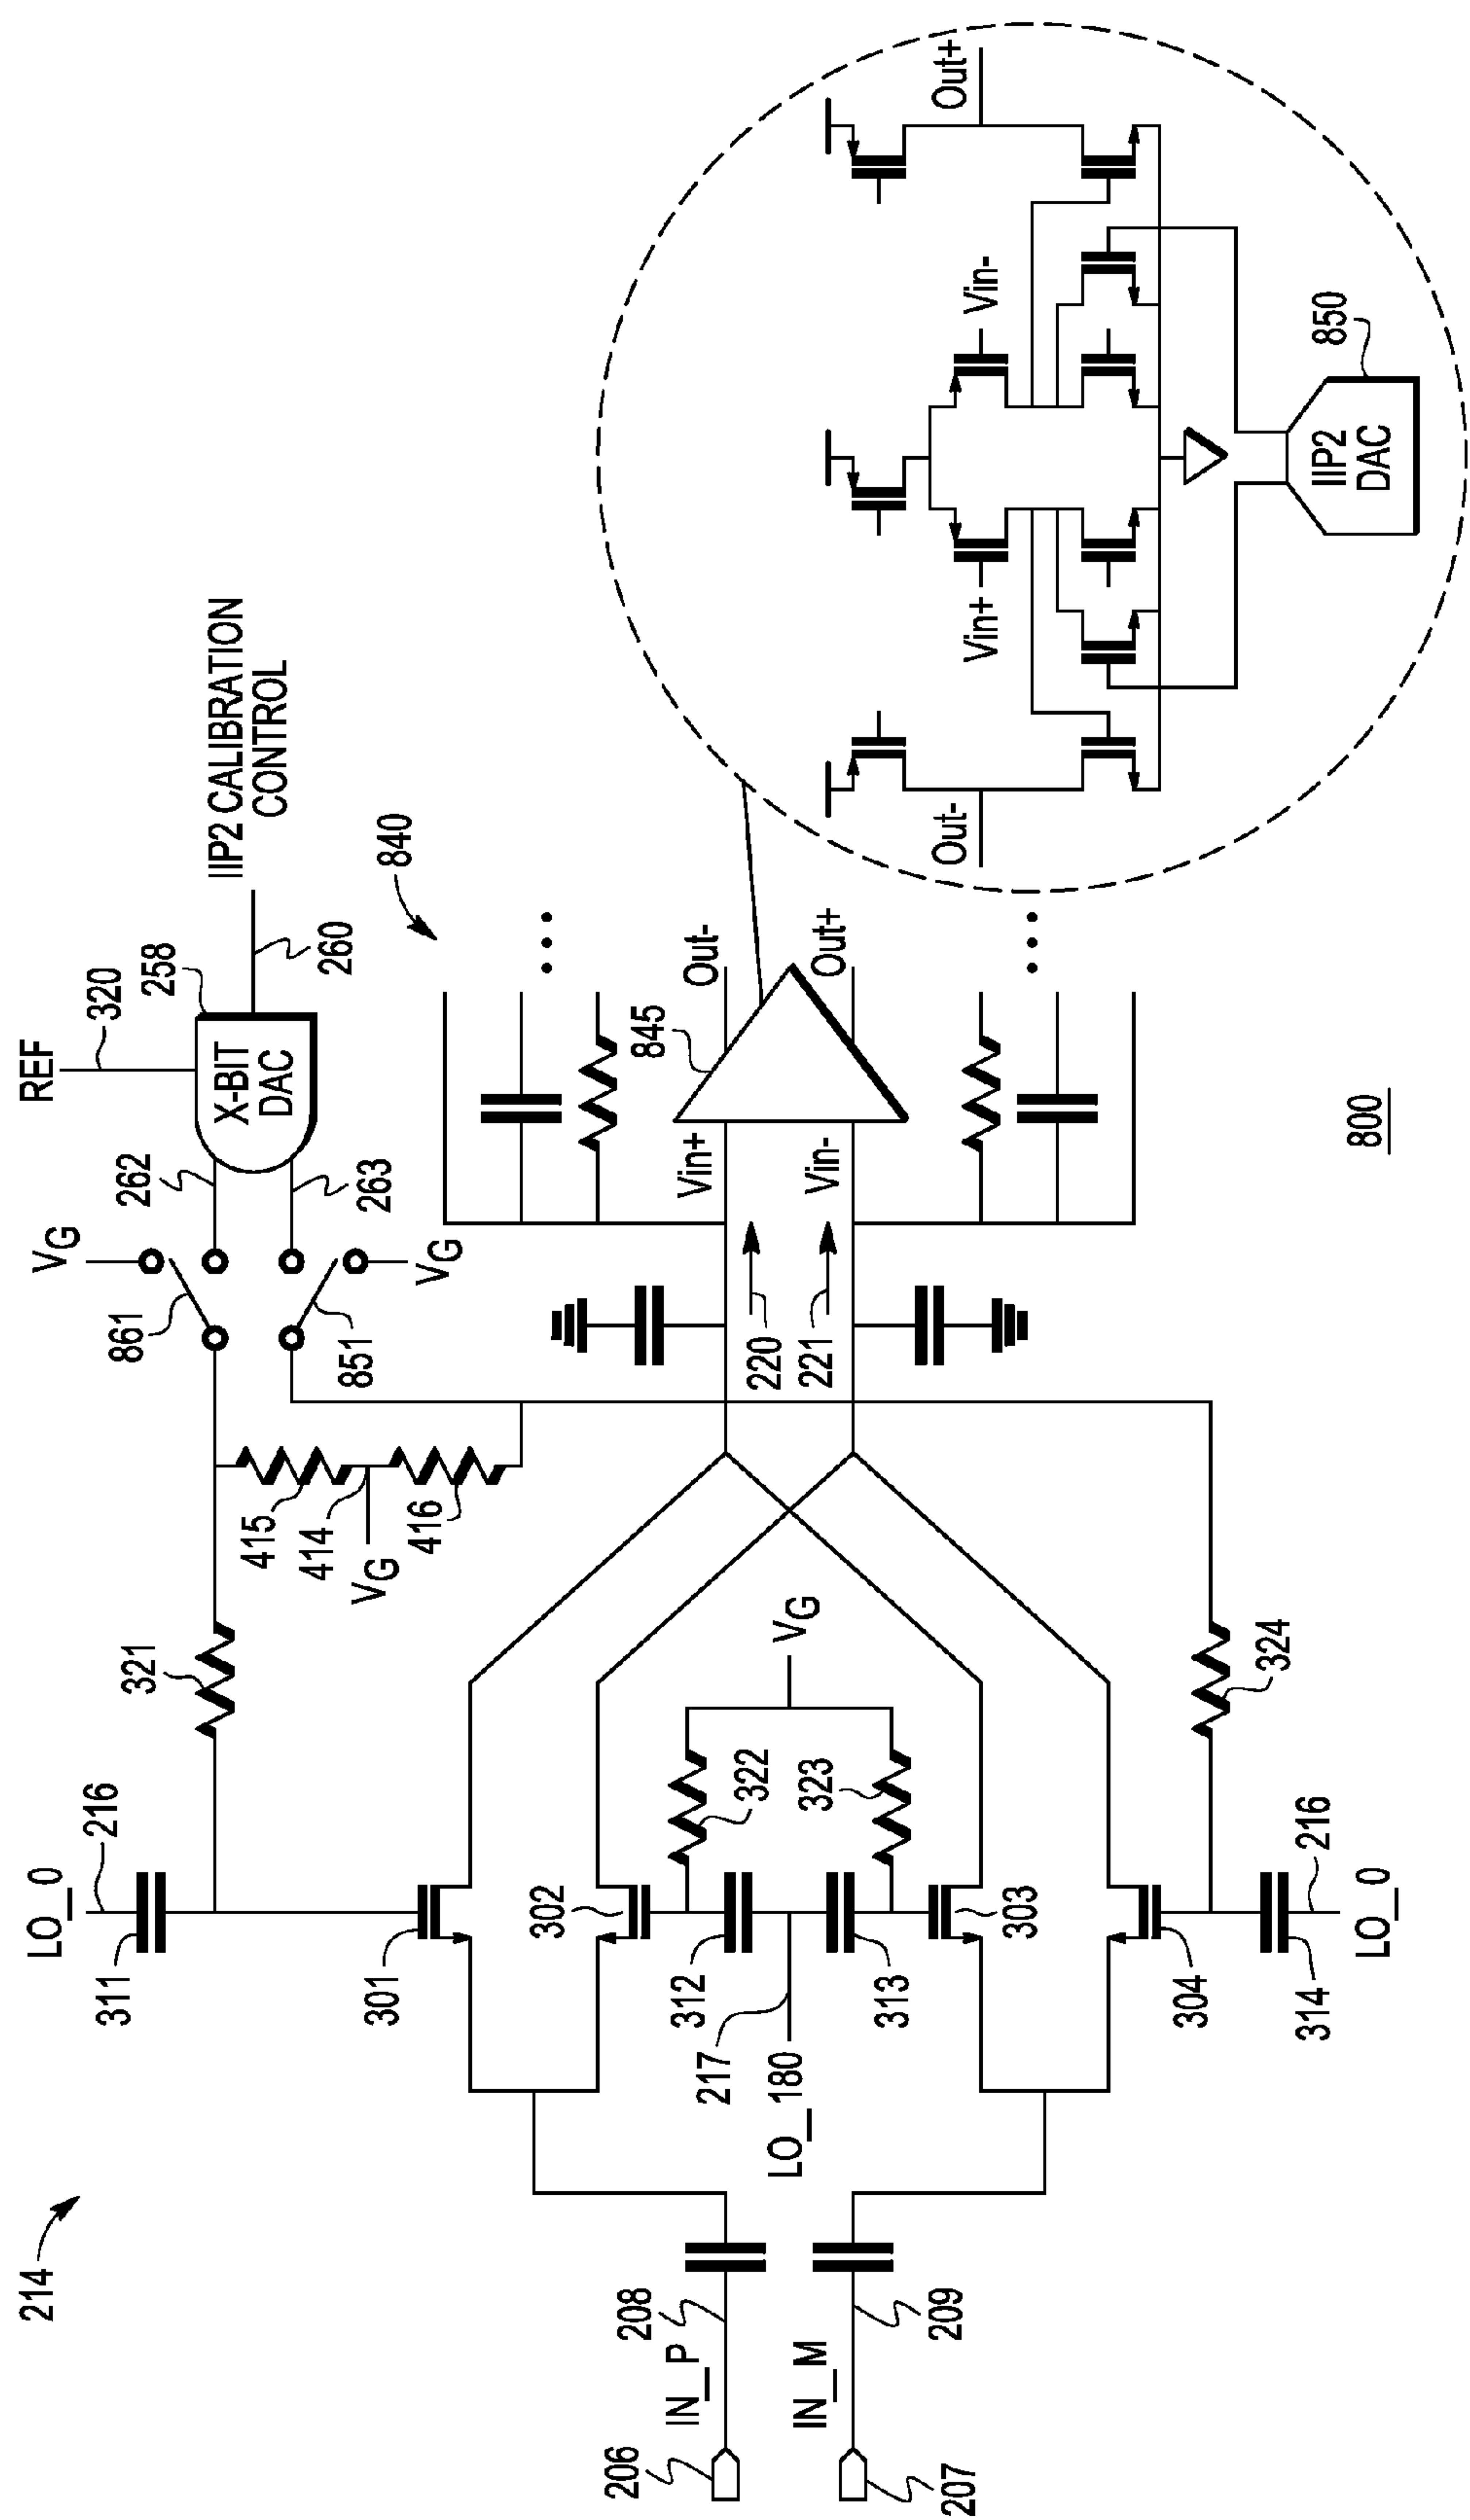 214
LO_0
216
311
321
301
302
312
322
217
LO_180
313
323
303
VG
304
324
314
216
LO_0
206
IN_P
208
IN_M
207
209
415
414
VG
416
VG
861
851
VG
262
263
REF
320
258
X-BIT
DAC
260
IIP2 CALIBRATION
CONTROL
840
220
221
Vin+
Vin-
845
Out-
Out+
Out-
Vin+
Vin-
Out+
IIP2
DAC
850
800